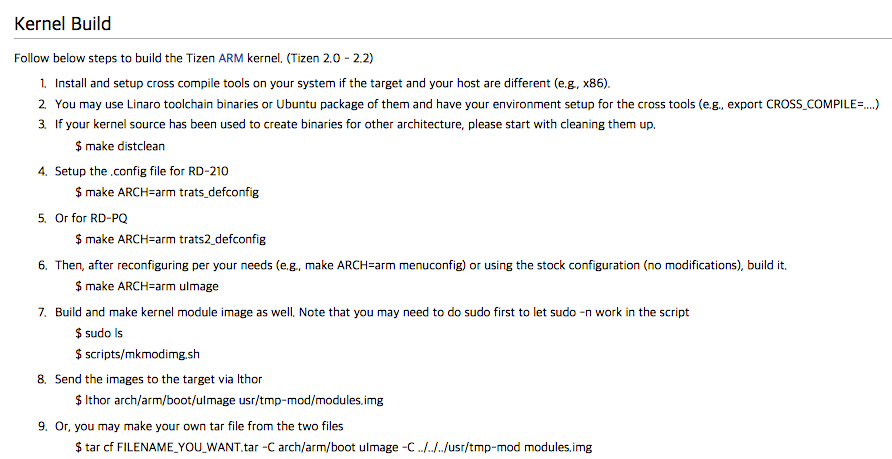 Kernel Build
Follow below steps to build the Tizen ARM kernel. (Tizen 2.0 - 2.2)
1. Install and setup cross compile tools on your system if the target and your host are different (e.g., x86).
2. You may use Linaro toolchain binaries or Ubuntu package of them and have your environment setup for the cross tools (e.g., export CROSS_COMPILE=....)
3. If your kernel source has been used to create binaries for other architecture, please start with cleaning them up.
$ make distclean
4. Setup the .config file for RD-210
$ make ARCH=arm trats_defconfig
5. Or for RD-PQ
$ make ARCH=arm trats2_defconfig
6. Then, after reconfiguring per your needs (e.g., make ARCH=arm menuconfig) or using the stock configuration (no modifications), build it.
$ make ARCH=arm uImage
7. Build and make kernel module image as well. Note that you may need to do sudo first to let sudo -n work in the script
$ sudo ls
$ scripts/mkmodimg.sh
8. Send the images to the target via lthor
$ lthor arch/arm/boot/uImage usr/tmp-mod/modules.img
9. Or, you may make your own tar file from the two files
$ tar cf FILENAME_YOU_WANT.tar -C arch/arm/boot uImage -C ../../../usr/tmp-mod modules.img